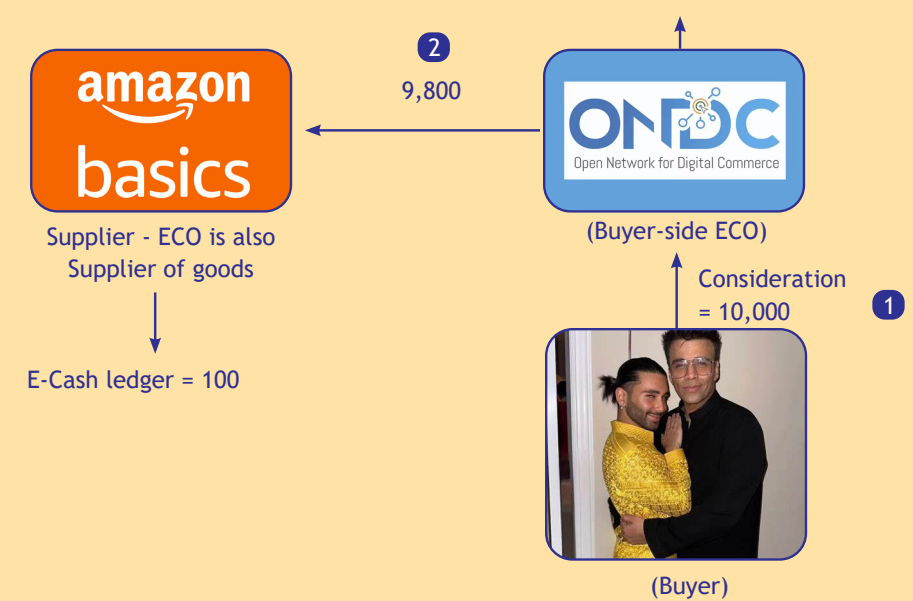 2
9,800
amazon
basics
ONDC
Open Network for Digital Commerce
Supplier - ECO is also
Supplier of goods
(Buyer-side ECO)
Consideration
= 10,000
1
E-Cash ledger = 100
(Buyer)